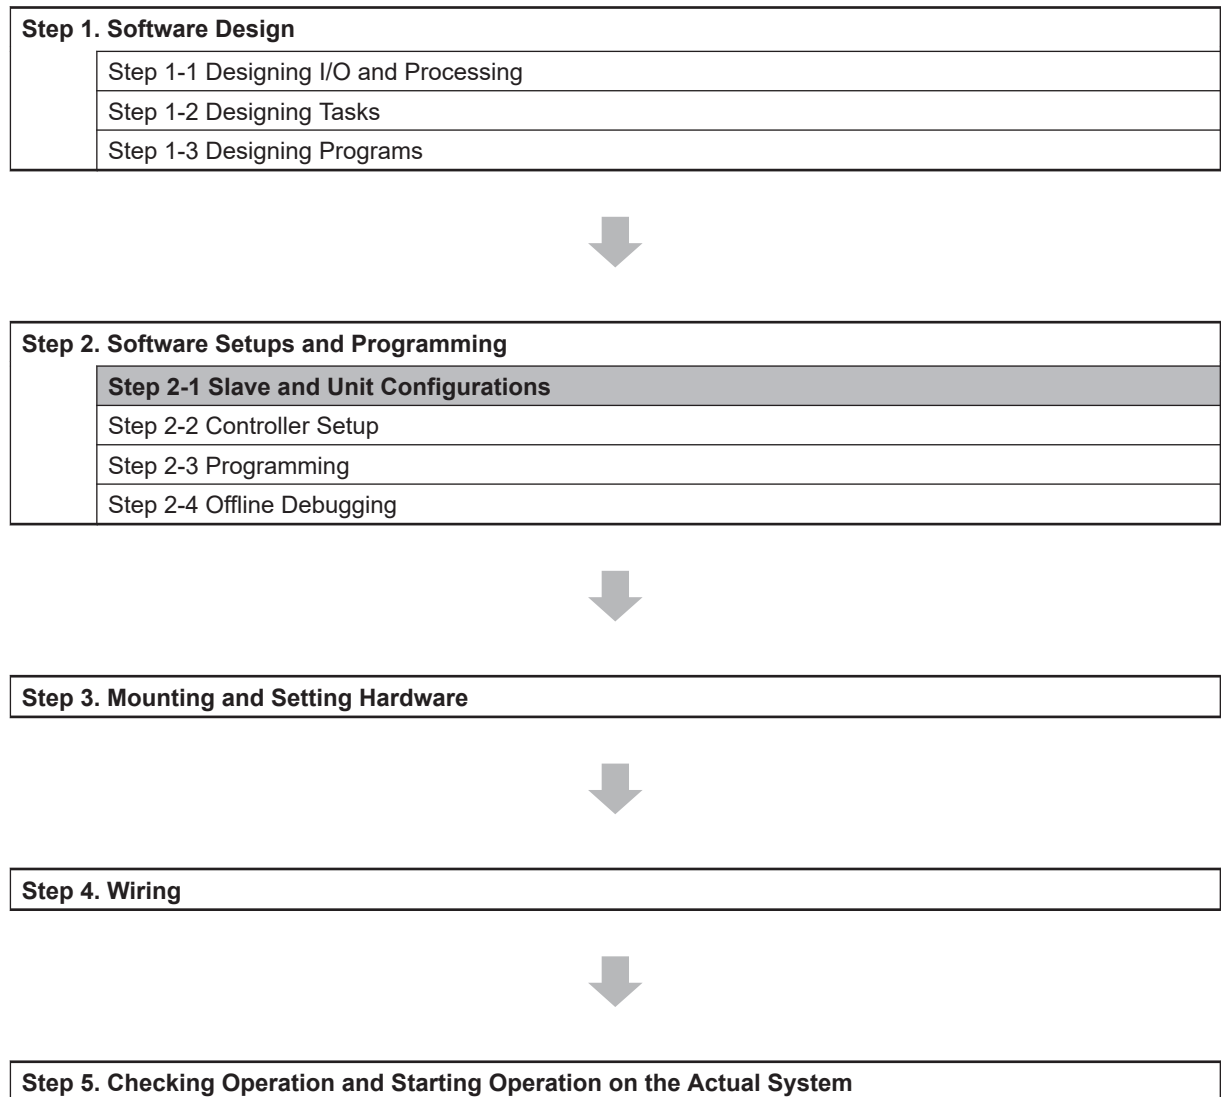 Step 1. Software Design
Step 1-1 Designing I/O and Processing
Step 1-2 Designing Tasks
Step 1-3 Designing Programs
Step 2. Software Setups and Programming
Step 2-1 Slave and Unit Configurations
Step 2-2 Controller Setup
Step 2-3 Programming
Step 2-4 Offline Debugging
Step 3. Mounting and Setting Hardware
Step 4. Wiring
Step 5. Checking Operation and Starting Operation on the Actual System